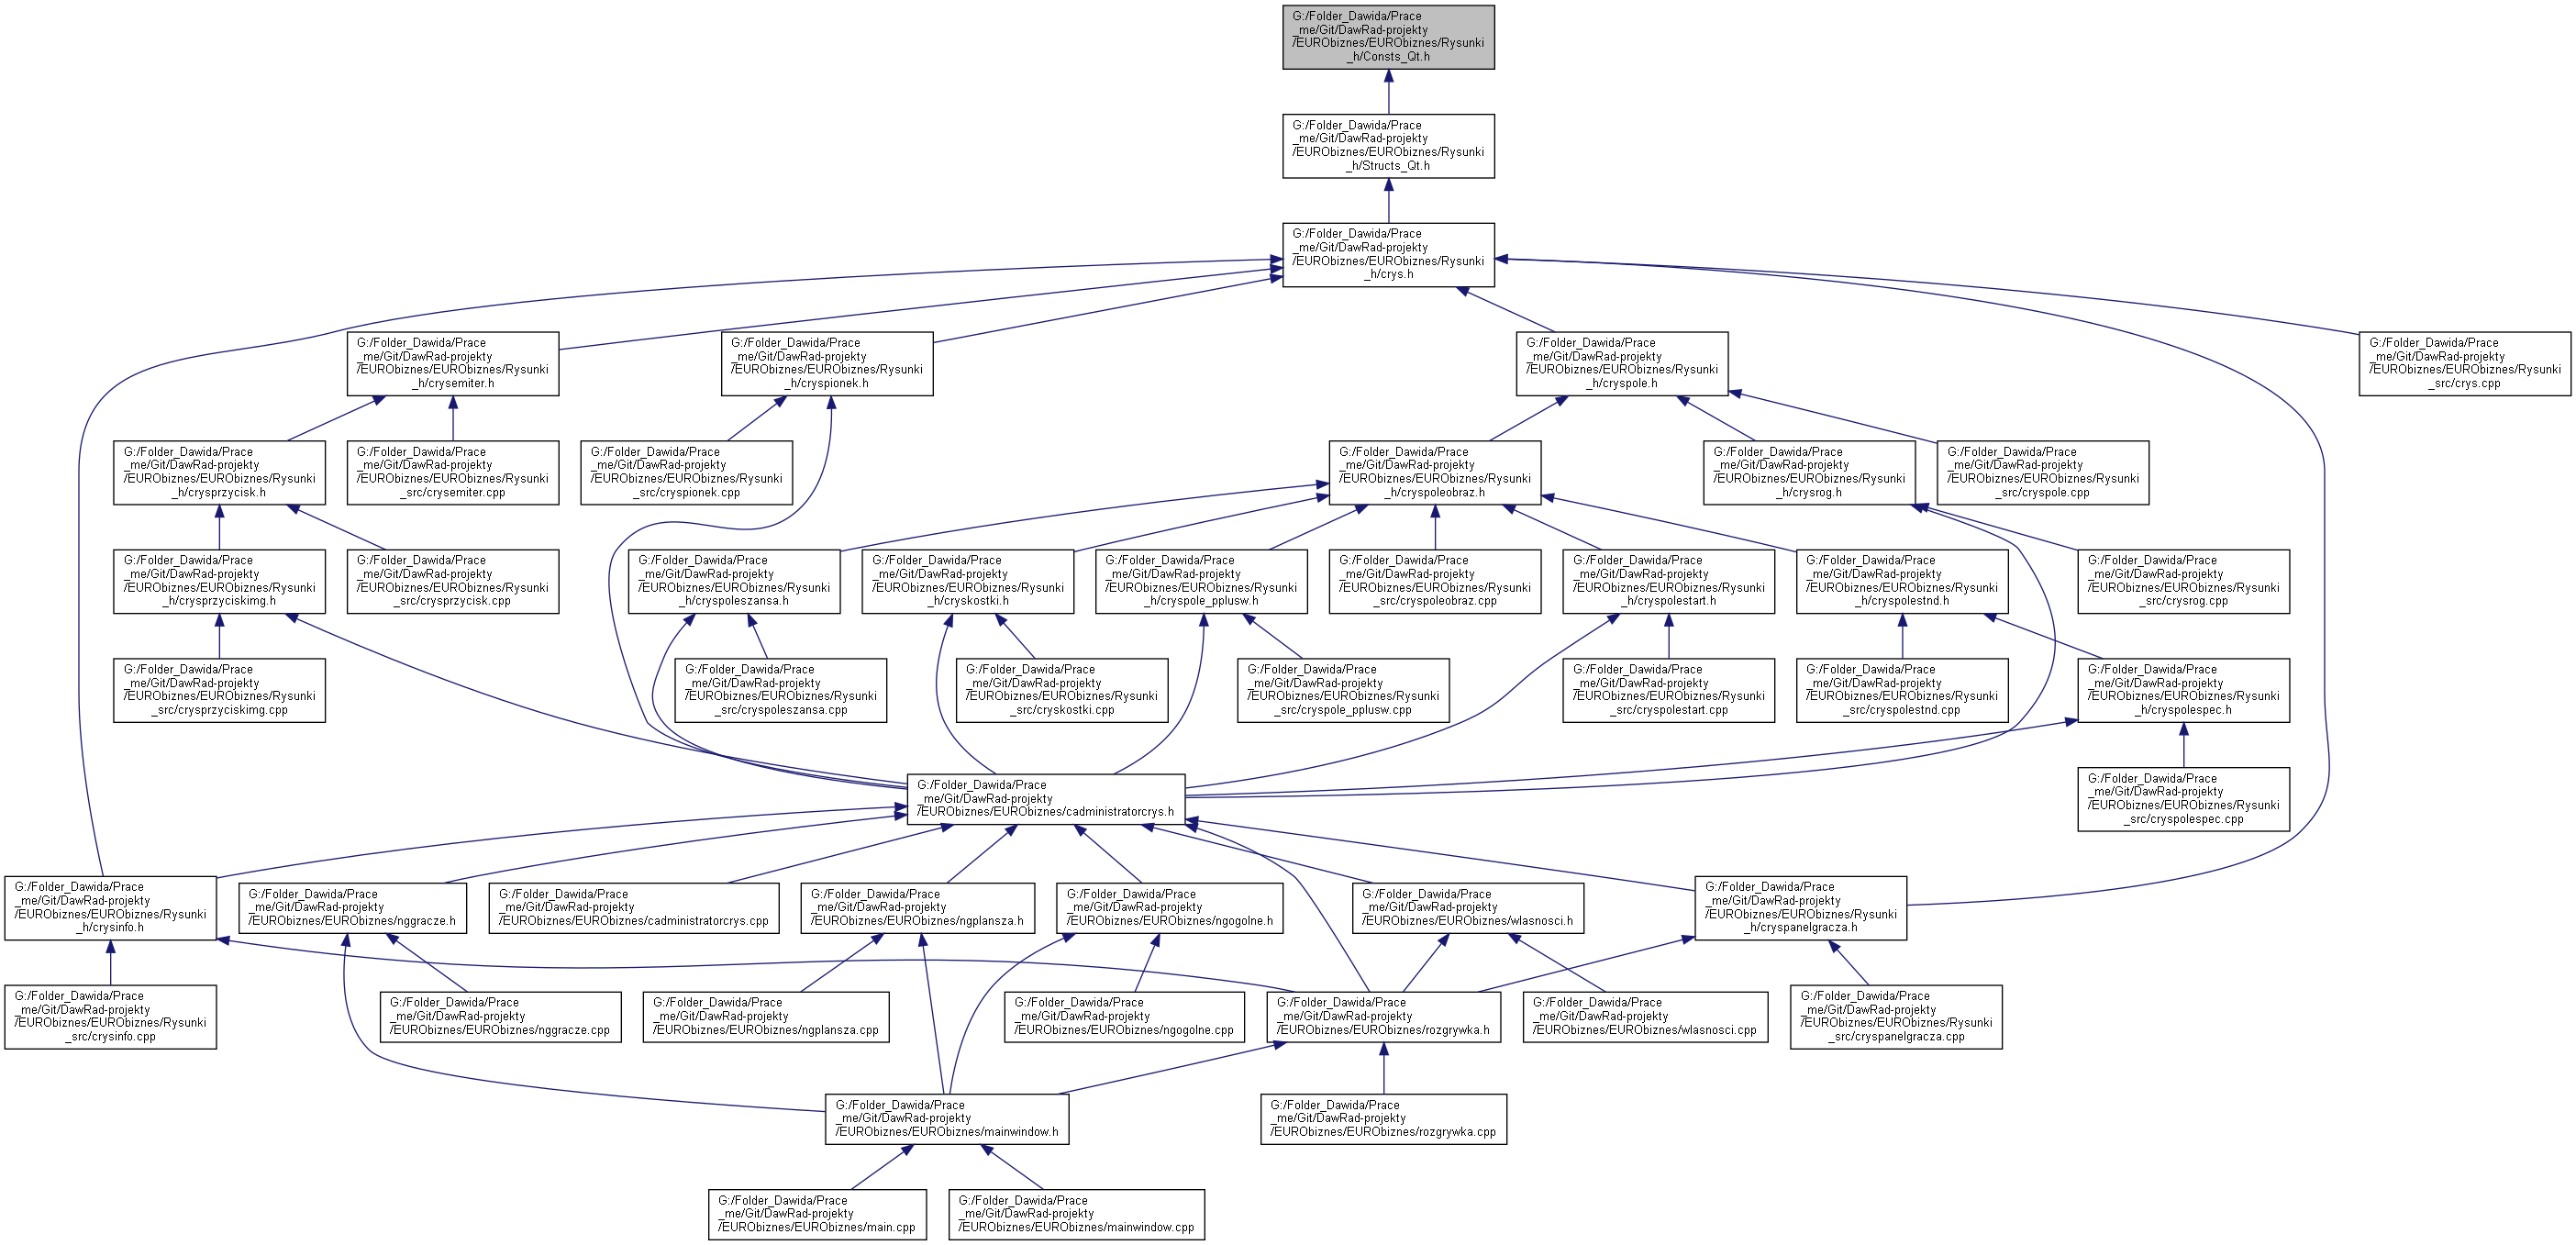 G:/Folder_Dawida/Prace
_me/Git/DawRad-projekty
/EURObiznes/EURObiznes/Rysunki
_h/Consts_Qt.h
G:/Folder_Dawida/Prace
_me/Git/DawRad-projekty
/EURObiznes/EURObiznes/Rysunki
_h/Structs_Qt.h
G:/Folder_Dawida/Prace
_me/Git/DawRad-projekty
/EURObiznes/EURObiznes/Rysunki
_h/crys.h
G:/Folder_Dawida/Prace
_me/Git/DawRad-projekty
/EURObiznes/EURObiznes/Rysunki
_h/crysemiter.h
G:/Folder_Dawida/Prace
_me/Git/DawRad-projekty
/EURObiznes/EURObiznes/Rysunki
_h/cryspionek.h
G:/Folder_Dawida/Prace
_me/Git/DawRad-projekty
/EURObiznes/EURObiznes/Rysunki
_h/cryspole.h
G:/Folder_Dawida/Prace
_me/Git/DawRad-projekty
/EURObiznes/EURObiznes/Rysunki
_src/crys.cpp
G:/Folder_Dawida/Prace
_me/Git/DawRad-projekty
/EURObiznes/EURObiznes/Rysunki
_h/crysprzycisk.h
G:/Folder_Dawida/Prace
_me/Git/DawRad-projekty
/EURObiznes/EURObiznes/Rysunki
_src/crysemiter.cpp
G:/Folder_Dawida/Prace
_me/Git/DawRad-projekty
/EURObiznes/EURObiznes/Rysunki
_src/cryspionek.cpp
G:/Folder_Dawida/Prace
_me/Git/DawRad-projekty
/EURObiznes/EURObiznes/Rysunki
_h/cryspoleobraz.h
G:/Folder_Dawida/Prace
_me/Git/DawRad-projekty
/EURObiznes/EURObiznes/Rysunki
_h/crysrog.h
G:/Folder_Dawida/Prace
_me/Git/DawRad-projekty
/EURObiznes/EURObiznes/Rysunki
_src/cryspole.cpp
G:/Folder_Dawida/Prace
_me/Git/DawRad-projekty
/EURObiznes/EURObiznes/Rysunki
_h/crysprzyciskimg.h
G:/Folder_Dawida/Prace
_me/Git/DawRad-projekty
/EURObiznes/EURObiznes/Rysunki
_src/crysprzycisk.cpp
G:/Folder_Dawida/Prace
_me/Git/DawRad-projekty
/EURObiznes/EURObiznes/Rysunki
_h/cryspoleszansa.h
G:/Folder_Dawida/Prace
_me/Git/DawRad-projekty
/EURObiznes/EURObiznes/Rysunki
_h/cryskostki.h
G:/Folder_Dawida/Prace
_me/Git/DawRad-projekty
/EURObiznes/EURObiznes/Rysunki
_h/cryspole_pplusw.h
G:/Folder_Dawida/Prace
_me/Git/DawRad-projekty
/EURObiznes/EURObiznes/Rysunki
_src/cryspoleobraz.cpp
G:/Folder_Dawida/Prace
_me/Git/DawRad-projekty
/EURObiznes/EURObiznes/Rysunki
_h/cryspolestart.h
G:/Folder_Dawida/Prace
_me/Git/DawRad-projekty
/EURObiznes/EURObiznes/Rysunki
_h/cryspolestnd.h
G:/Folder_Dawida/Prace
_me/Git/DawRad-projekty
/EURObiznes/EURObiznes/Rysunki
_src/crysrog.cpp
G:/Folder_Dawida/Prace
_me/Git/DawRad-projekty
/EURObiznes/EURObiznes/Rysunki
_src/crysprzyciskimg.cpp
G:/Folder_Dawida/Prace
_me/Git/DawRad-projekty
/EURObiznes/EURObiznes/Rysunki
_src/cryspoleszansa.cpp
G:/Folder_Dawida/Prace
_me/Git/DawRad-projekty
/EURObiznes/EURObiznes/Rysunki
_src/cryskostki.cpp
G:/Folder_Dawida/Prace
_me/Git/DawRad-projekty
/EURObiznes/EURObiznes/Rysunki
_src/cryspole_pplusw.cpp
G:/Folder_Dawida/Prace
_me/Git/DawRad-projekty
/EURObiznes/EURObiznes/Rysunki
_src/cryspolestart.cpp
G:/Folder_Dawida/Prace
_me/Git/DawRad-projekty
/EURObiznes/EURObiznes/Rysunki
_src/cryspolestnd.cpp
G:/Folder_Dawida/Prace
_me/Git/DawRad-projekty
/EURObiznes/EURObiznes/Rysunki
_h/cryspolespec.h
G:/Folder_Dawida/Prace
_me/Git/DawRad-projekty
/EURObiznes/EURObiznes/cadministratorcrys.h
G:/Folder_Dawida/Prace
_me/Git/DawRad-projekty
/EURObiznes/EURObiznes/Rysunki
_src/cryspolespec.cpp
G:/Folder_Dawida/Prace
_me/Git/DawRad-projekty
/EURObiznes/EURObiznes/Rysunki
_h/crysinfo.h
G:/Folder_Dawida/Prace
_me/Git/DawRad-projekty
/EURObiznes/EURObiznes/nggracze.h
G:/Folder_Dawida/Prace
_me/Git/DawRad-projekty
/EURObiznes/EURObiznes/cadministratorcrys.cpp
G:/Folder_Dawida/Prace
_me/Git/DawRad-projekty
/EURObiznes/EURObiznes/ngplansza.h
G:/Folder_Dawida/Prace
_me/Git/DawRad-projekty
/EURObiznes/EURObiznes/ngogolne.h
G:/Folder_Dawida/Prace
_me/Git/DawRad-projekty
/EURObiznes/EURObiznes/wlasnosci.h
G:/Folder_Dawida/Prace
_me/Git/DawRad-projekty
/EURObiznes/EURObiznes/Rysunki
_h/cryspanelgracza.h
G:/Folder_Dawida/Prace
_me/Git/DawRad-projekty
/EURObiznes/EURObiznes/Rysunki
_src/crysinfo.cpp
G:/Folder_Dawida/Prace
_me/Git/DawRad-projekty
/EURObiznes/EURObiznes/nggracze.cpp
G:/Folder_Dawida/Prace
_me/Git/DawRad-projekty
/EURObiznes/EURObiznes/ngplansza.cpp
G:/Folder_Dawida/Prace
_me/Git/DawRad-projekty
/EURObiznes/EURObiznes/ngogolne.cpp
G:/Folder_Dawida/Prace
_me/Git/DawRad-projekty
/EURObiznes/EURObiznes/rozgrywka.h
G:/Folder_Dawida/Prace
_me/Git/DawRad-projekty
/EURObiznes/EURObiznes/wlasnosci.cpp
G:/Folder_Dawida/Prace
_me/Git/DawRad-projekty
/EURObiznes/EURObiznes/Rysunki
_src/cryspanelgracza.cpp
G:/Folder_Dawida/Prace
_me/Git/DawRad-projekty
/EURObiznes/EURObiznes/mainwindow.h
G:/Folder_Dawida/Prace
_me/Git/DawRad-projekty
/EURObiznes/EURObiznes/rozgrywka.cpp
G:/Folder_Dawida/Prace
_me/Git/DawRad-projekty
/EURObiznes/EURObiznes/main.cpp
G:/Folder_Dawida/Prace
_me/Git/DawRad-projekty
/EURObiznes/EURObiznes/mainwindow.cpp